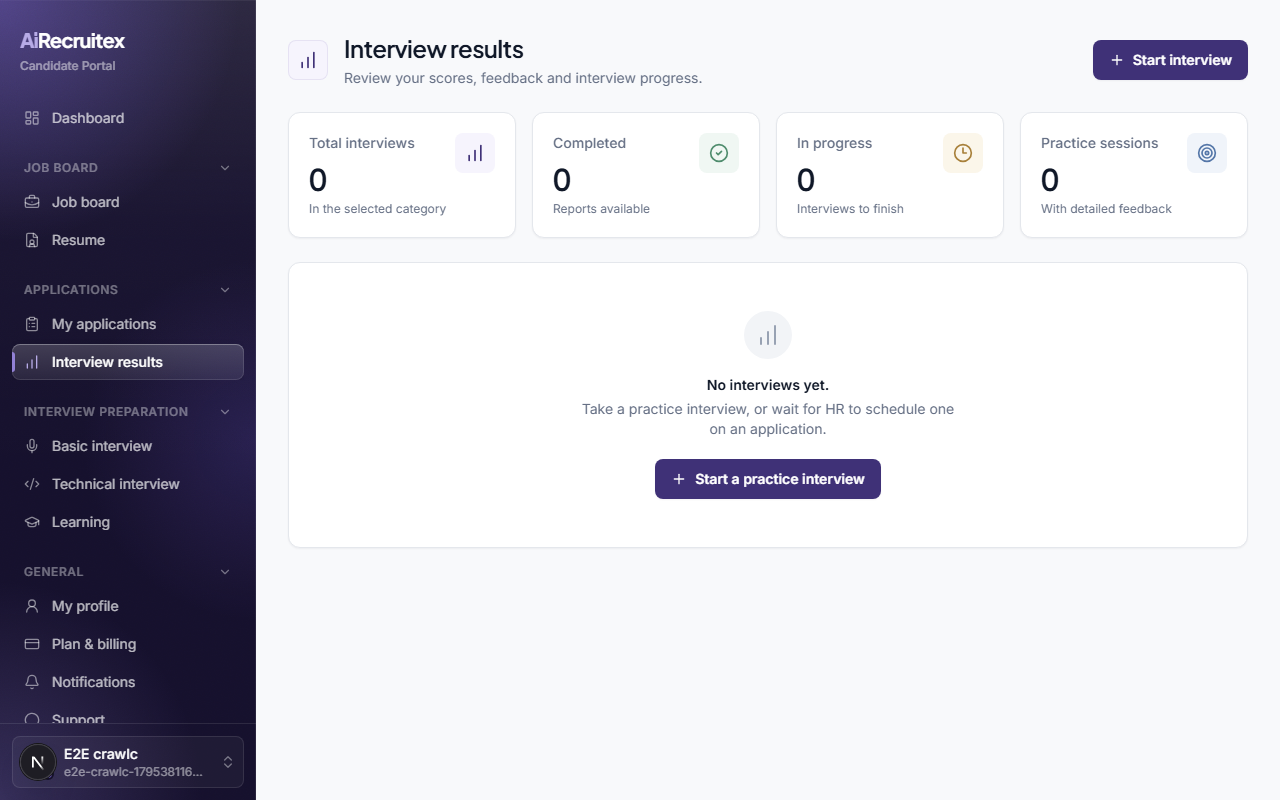 AiRecruitex
Candidate Portal
Dashboard
JOB BOARD
Job board
Resume
APPLICATIONS
My applications
Interview results
INTERVIEW PREPARATION
Basic interview
Technical interview
Learning
GENERAL
My profile
Plan & billing
Notifications
Support
N
E2E crawlc
e2e-crawlc-179538116...
Interview results
Review your scores, feedback and interview progress.
+ Start interview
Total interviews
0
In the selected category
Completed
0
Reports available
In progress
0
Interviews to finish
Practice sessions
0
With detailed feedback
No interviews yet.
Take a practice interview, or wait for HR to schedule one
on an application.
+ Start a practice interview